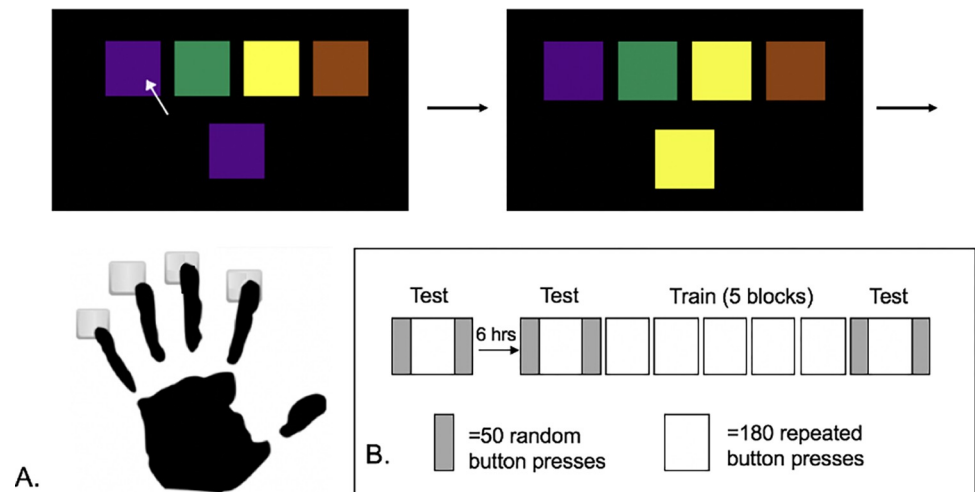 Test
Test
Train (5 blocks)
Test
6 hrs
=50 random
button presses
=180 repeated
button presses
A.
B.